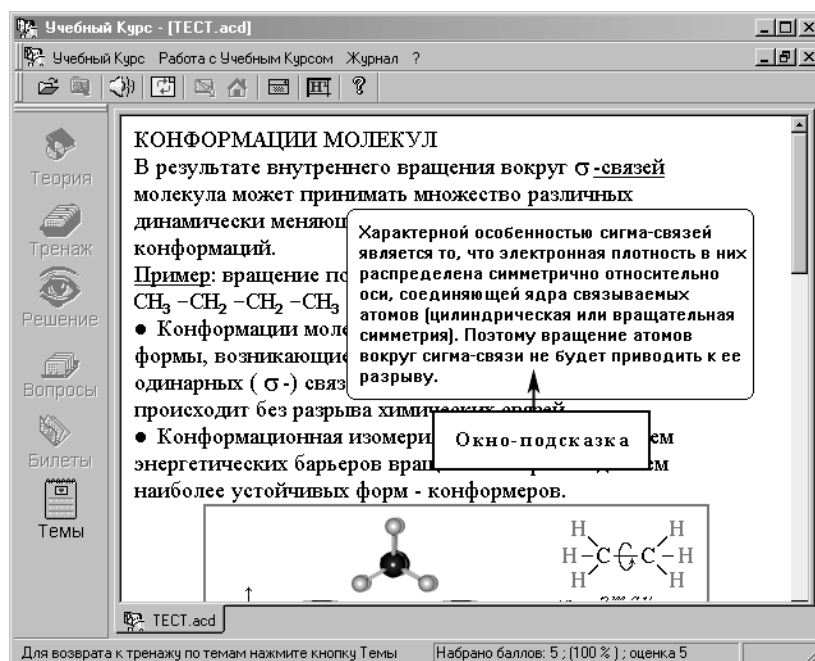 Учебный Курс - [ТЕСТ.acd]
Учебный Курс Работа с Учебным Курсом Журнал ?
Теория
Тренаж
Решение
Вопросы
Билеты
Темы
КОНФОРМАЦИИ МОЛЕКУЛ
В результате внутреннего вращения вокруг σ -связей
молекула может принимать множество различных
динамически меняющ
конформаций.
Пример: вращение по
CH3 –CH2 –CH2 –CH3
● Конформации моле
формы, возникающие
одинарных ( σ -) связ
происходит без разрыва химических связей
● Конформационная изомери ем
энергетических барьеров вращ ем
наиболее устойчивых форм - конформеров.
Характерной особенностью сигма-связей
является то, что электронная плотность в них
распределена симметрично относительно
оси, соединяющей ядра связываемых
атомов (цилиндрическая или вращательная
симметрия). Поэтому вращение атомов
вокруг сигма-связи не будет приводить к ее
разрыву.
Окно-подсказка
H H
H–C C–H
H H
ТЕСТ.acd
Для возврата к тренажу по темам нажмите кнопку Темы
Набрано баллов: 5 ; (100 % ) ; оценка 5